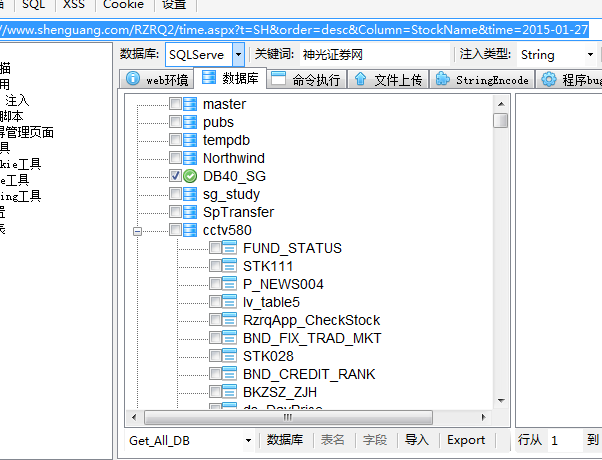 SQL XSS Cookie 设置
//www.shenguang.com/RZRQ2/time.aspx?t=SH&order=desc&Column=StockName&time=2015-01-27
数据库: SQLServe 关键词: 神光证券网 注入类型: String
web环境 数据库 命令执行 文件上传 StringEncode 程序bug
描
用
注入
脚本
得管理页面
具
kie工具
e工具
ing工具
置
表
master
pubs
tempdb
Northwind
DB40_SG
sg_study
SpTransfer
cctv580
FUND_STATUS
STK111
P_NEWS004
lv_table5
RzrqApp_CheckStock
BND_FIX_TRAD_MKT
STK028
BND_CREDIT_RANK
BKZSZ_ZJH
Get_All_DB 数据库 表名 字段 导入 Export 行从 1 到